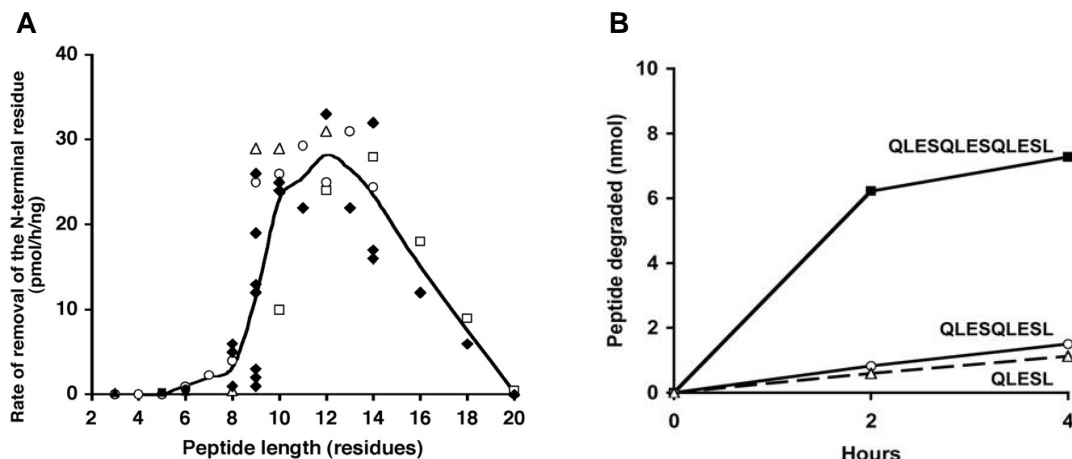 A
Rate of removal of the N-terminal residue
(pmol/h/ng)
40
30
20
10
0
2 4 6 8 10 12 14 16 18 20
Peptide length (residues)
B
Peptide degraded (nmol)
10
8
6
4
2
0
QLESQLESQLESL
QLESQLESL
QLESL
0 2 4
Hours